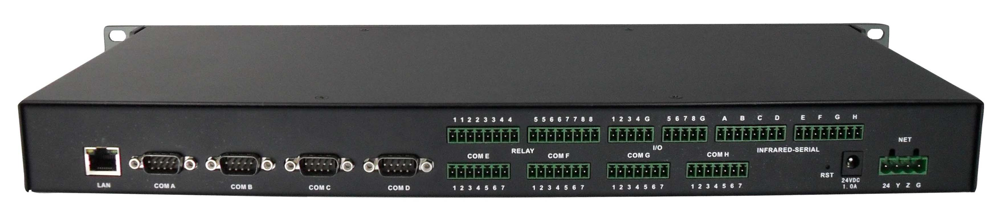 1 1 2 2 3 3 4 4
5 5 6 6 7 7 8 8
1 2 3 4 G
5 6 7 8 G
A B C D
E F G H
RELAY
I/O
INFRARED-SERIAL
NET
COM E
COM F
COM G
COM H
LAN
COM A
COM B
COM C
COM D
1 2 3 4 5 6 7
1 2 3 4 5 6 7
1 2 3 4 5 6 7
1 2 3 4 5 6 7
RST
24VDC
1.0A
24 Y Z G